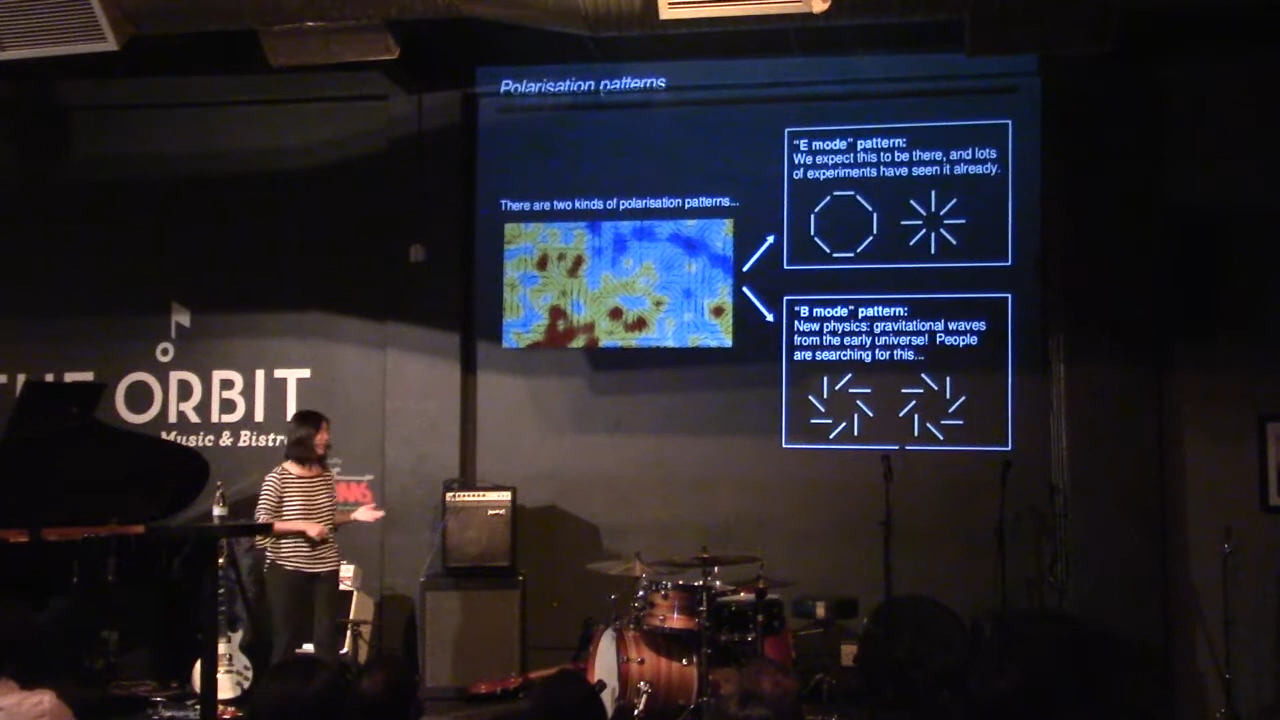 Polarisation patterns
There are two kinds of polarisation patterns...
"E mode" pattern:
We expect this to be there, and lots
of experiments have seen it already.
"B mode" pattern:
New physics: gravitational waves
from the early universe! People
are searching for this...
THE ORBIT
Music & Bistro